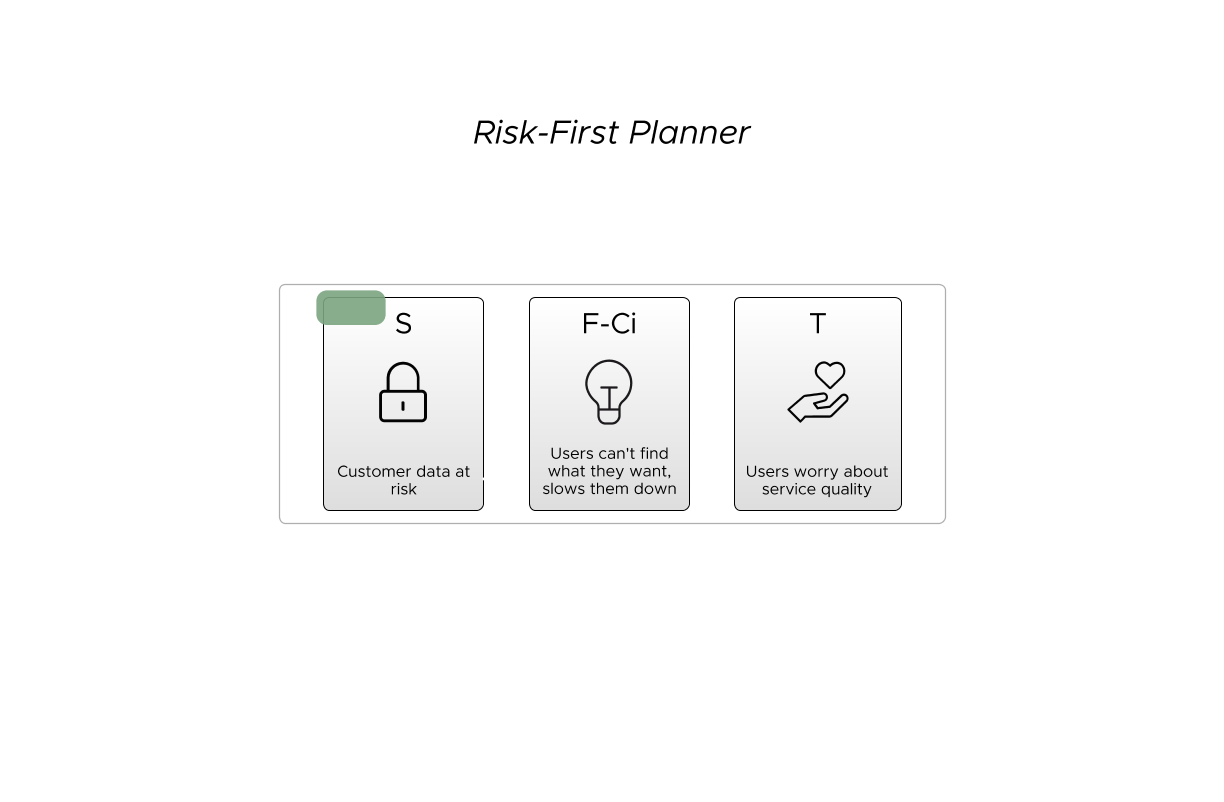 Risk-First Planner
S
Customer data at
risk
F-Ci
Users can't find
what they want,
slows them down
T
Users worry about
service quality